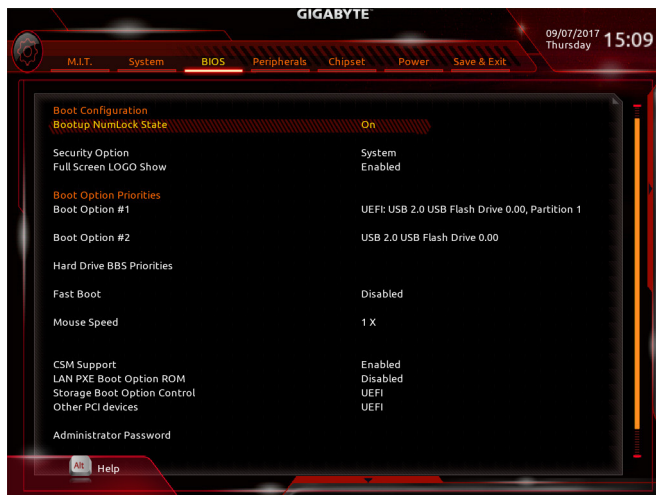 GIGABYTE™
09/07/2017
Thursday
15:09
M.I.T. System BIOS Peripherals Chipset Power Save & Exit
Boot Configuration
Bootup NumLock State On
Security Option System
Full Screen LOGO Show Enabled
Boot Option Priorities
Boot Option #1 UEFI: USB 2.0 USB Flash Drive 0.00, Partition 1
Boot Option #2 USB 2.0 USB Flash Drive 0.00
Hard Drive BBS Priorities
Fast Boot Disabled
Mouse Speed 1 X
CSM Support Enabled
LAN PXE Boot Option ROM Disabled
Storage Boot Option Control UEFI
Other PCI devices UEFI
Administrator Password
Alt Help